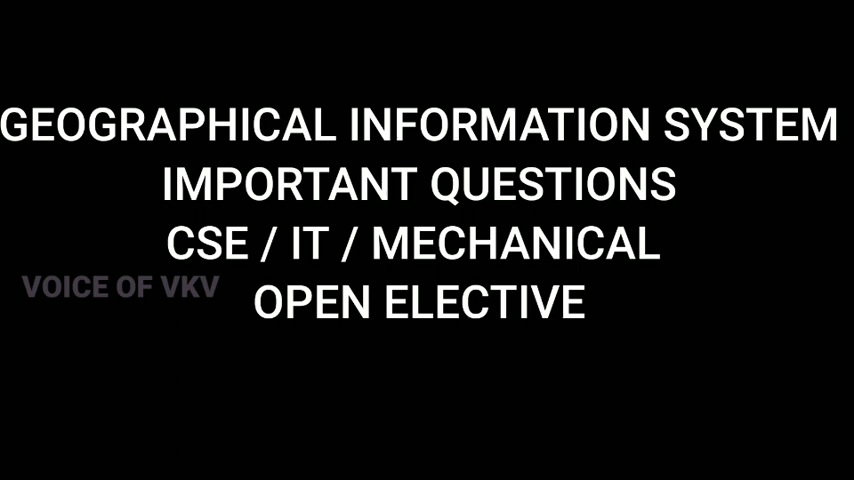 GEOGRAPHICAL INFORMATION SYSTEM
IMPORTANT QUESTIONS
CSE / IT / MECHANICAL
VOICE OF VKV
OPEN ELECTIVE